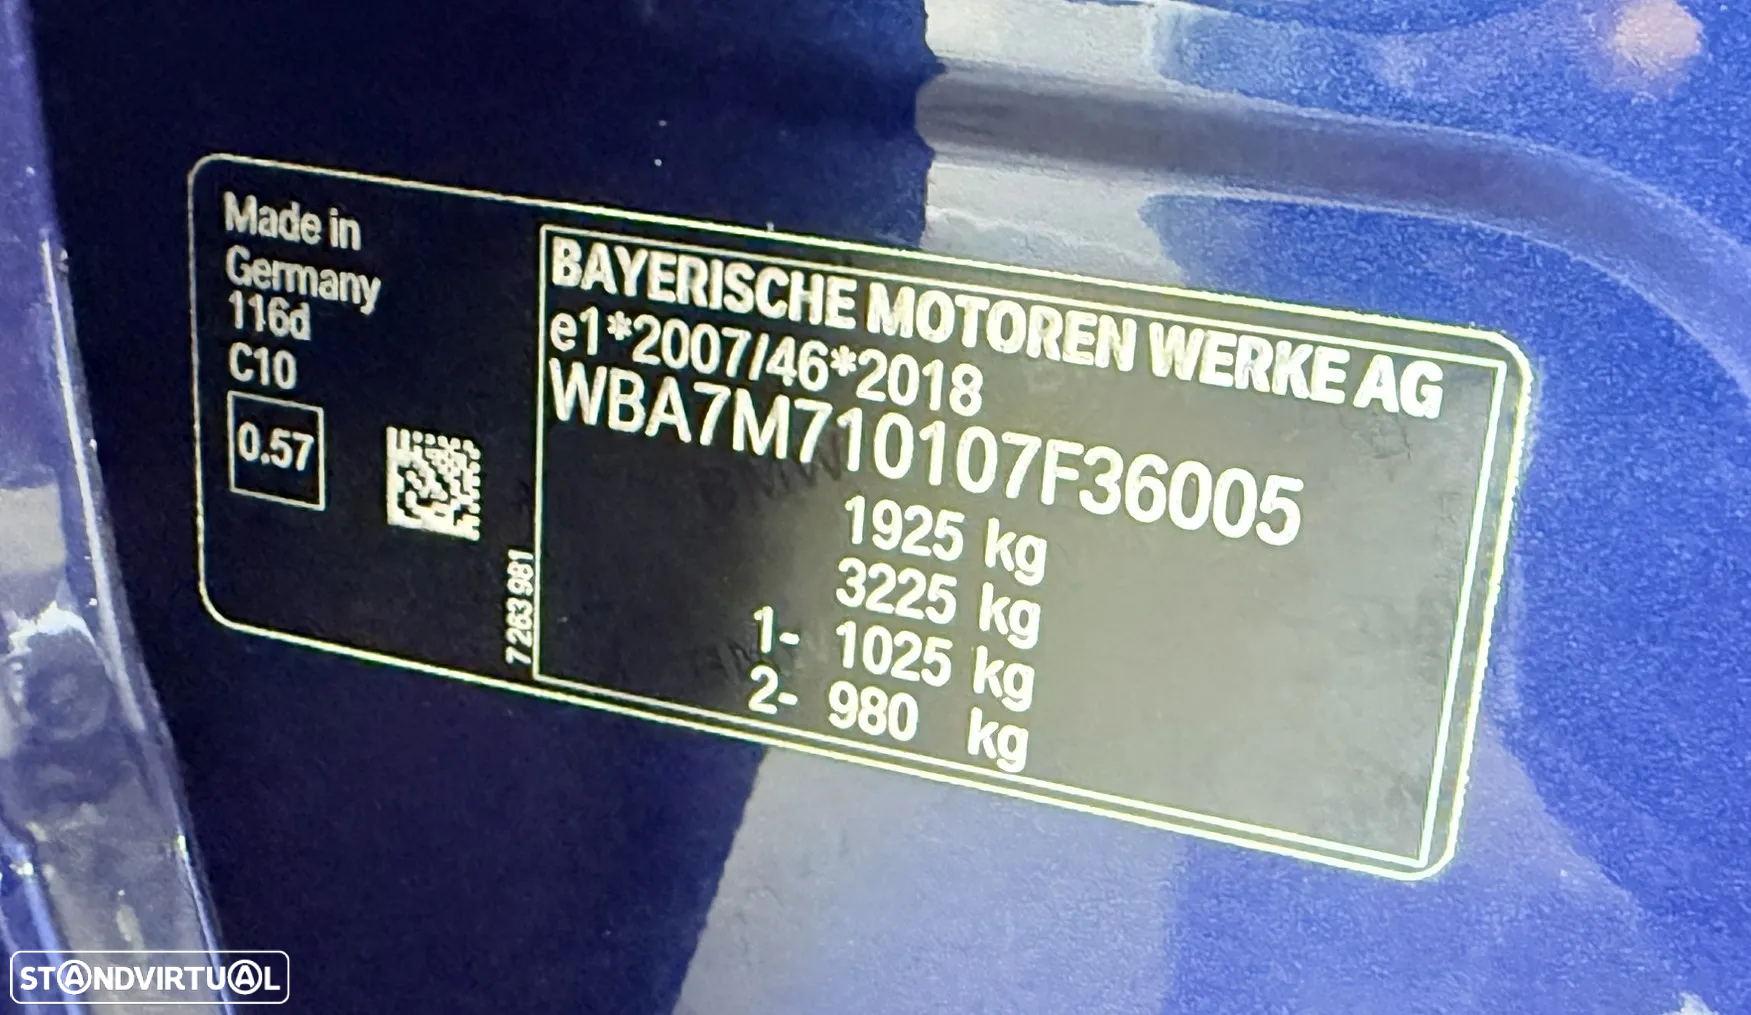 Made in
Germany
116d
C10
0.57
7263981
BAYERISCHE MOTOREN WERKE AG
e1*2007/46*2018
WBA7M710107F36005
1925 kg
3225 kg
1- 1025 kg
2- 980 kg
STANDVIRTUAL